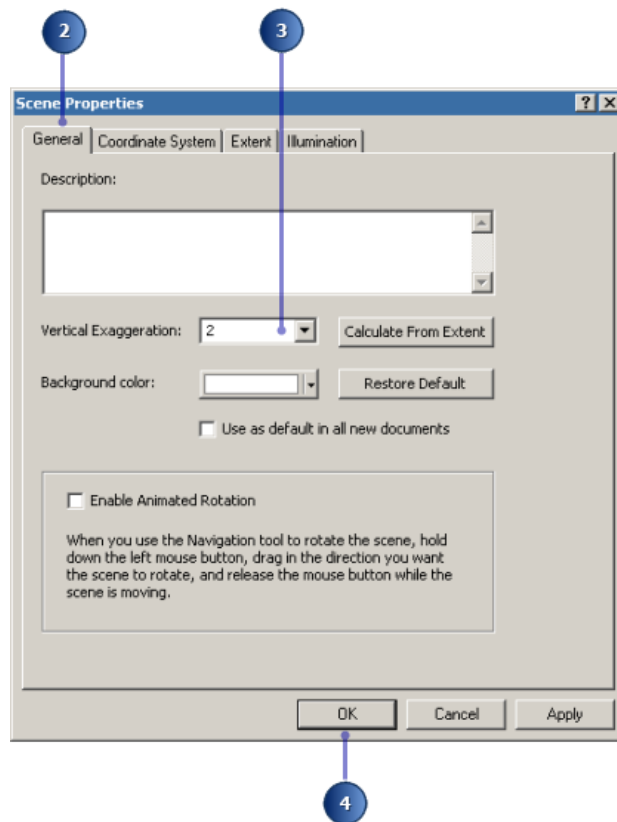 2 3
Scene Properties ? X
General Coordinate System Extent Illumination
Description:
Vertical Exaggeration: 2 Calculate From Extent
Background color: Restore Default
Use as default in all new documents
Enable Animated Rotation
When you use the Navigation tool to rotate the scene, hold
down the left mouse button, drag in the direction you want
the scene to rotate, and release the mouse button while the
scene is moving.
OK Cancel Apply
4